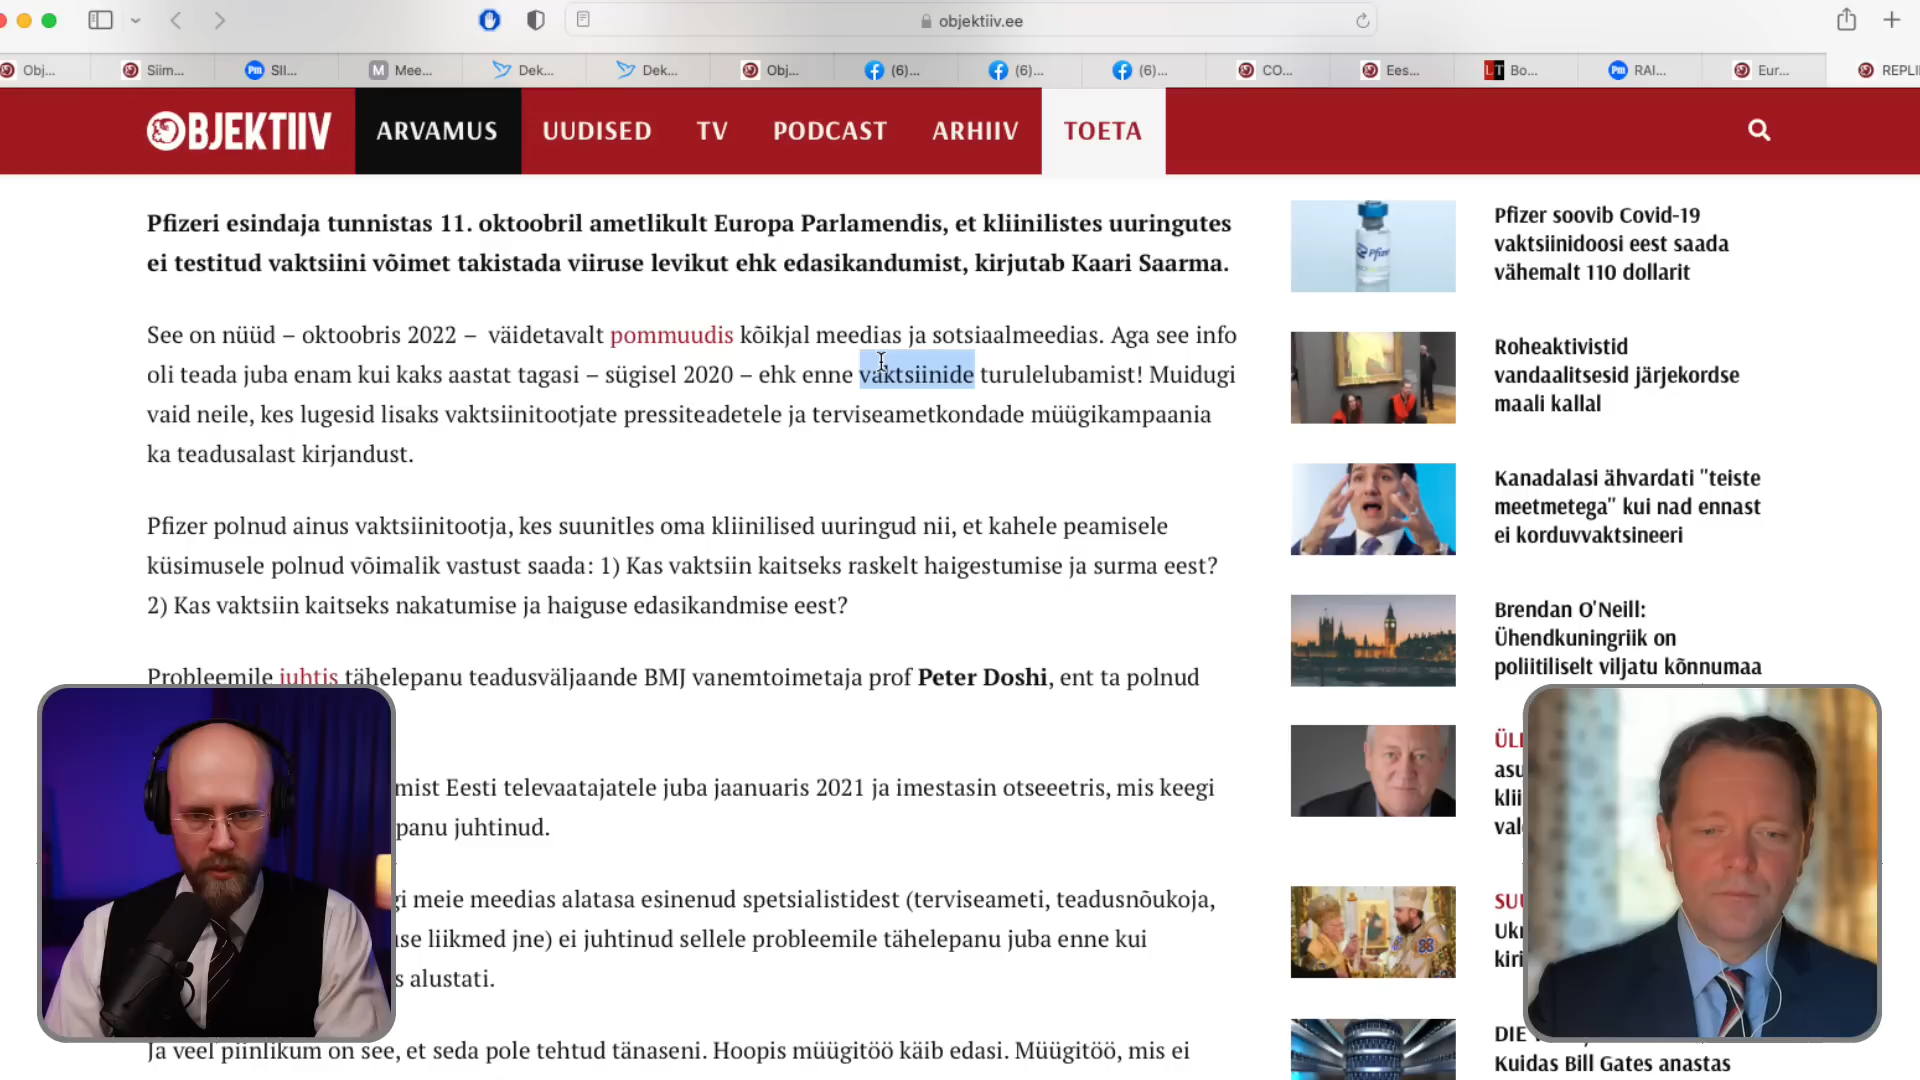 objektiiv.ee
Obj...
Siim...
SII...
Mee...
Dek...
Dek...
Obj...
(6)...
(6)...
(6)...
CO...
Ees...
Bo...
RAI...
Eur...
REPLII
OBJEKTIIV
ARVAMUS
UUDISED
TV
PODCAST
ARHIIV
TOETA
Pfizeri esindaja tunnistas 11. oktoobril ametlikult Europa Parlamendis, et kliinilistes uuringutes
ei testitud vaktsiini võimet takistada viiruse levikut ehk edasikandumist, kirjutab Kaari Saarma.
See on nüüd – oktoobris 2022 – väidetavalt pommuudis kõikjal meedias ja sotsiaalmeedias. Aga see info
oli teada juba enam kui kaks aastat tagasi – sügisel 2020 – ehk enne vaktsiinide turulelubamist! Muidugi
vaid neile, kes lugesid lisaks vaktsiinitootjate pressiteadetele ja terviseametkondade müügikampaania
ka teadusalast kirjandust.
Pfizer polnud ainus vaktsiinitootja, kes suunitles oma kliinilised uuringud nii, et kahele peamisele
küsimusele polnud võimalik vastust saada: 1) Kas vaktsiin kaitseks raskelt haigestumise ja surma eest?
2) Kas vaktsiin kaitseks nakatumise ja haiguse edasikandmise eest?
Probleemile juhtis tähelepanu teadusväljaande BMJ vanemtoimetaja prof Peter Doshi, ent ta polnud
mist Eesti televaatajatele juba jaanuaris 2021 ja imestasin otseeetris, mis keegi
panu juhtinud.
gi meie meedias alatasa esinenud spetsialistidest (terviseameti, teadusnõukoja,
se liikmed jne) ei juhtinud sellele probleemile tähelepanu juba enne kui
s alustati.
Ja veel piinlikum on see, et seda pole tehtud tänaseni. Hoopis müügitöö käib edasi. Müügitöö, mis ei
Pfizer soovib Covid-19
vaktsiinidoosi eest saada
vähemalt 110 dollarit
Roheaktivistid
vandaalitsesid järjekordse
maali kallal
Kanadalasi ähvardati "teiste
meetmetega" kui nad ennast
ei korduvvaktsineeri
Brendan O'Neill:
Ühendkuningriik on
poliitiliselt viljatu kõnnumaa
ÜLE
asu
klii
val
SUU
Ukr
kiri
DIE
Kuidas Bill Gates anastas